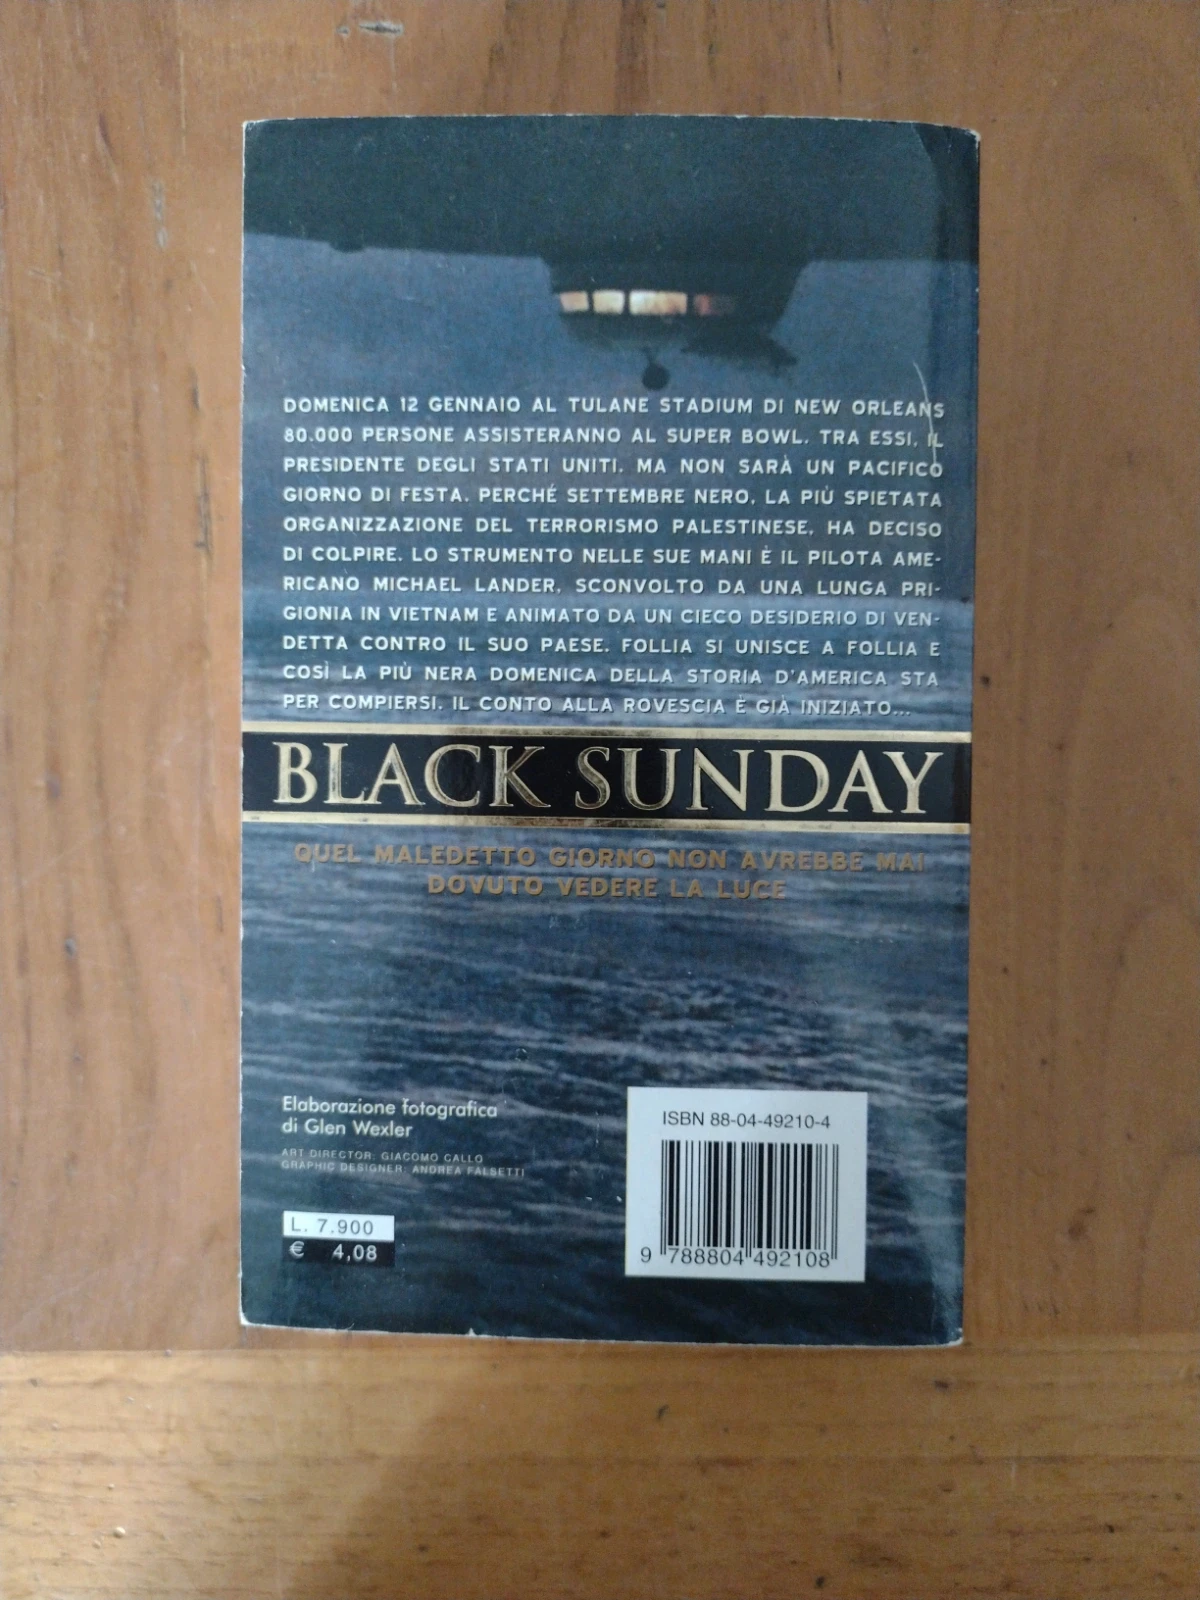 DOMENICA 12 GENNAIO AL TULANE STADIUM DI NEW ORLEANS
80.000 PERSONE ASSISTERANNO AL SUPER BOWL. TRA ESSI, IL
PRESIDENTE DEGLI STATI UNITI. MA NON SARÀ UN PACIFICO
GIORNO DI FESTA. PERCHÉ SETTEMBRE NERO, LA PIÙ SPIETATA
ORGANIZZAZIONE DEL TERRORISMO PALESTINESE, HA DECISO
DI COLPIRE. LO STRUMENTO NELLE SUE MANI È IL PILOTA AME-
RICANO MICHAEL LANDER, SCONVOLTO DA UNA LUNGA PRI-
GIONIA IN VIETNAM E ANIMATO DA UN CIECO DESIDERIO DI VEN-
DETTA CONTRO IL SUO PAESE. FOLLIA SI UNISCE A FOLLIA E
COSÌ LA PIÙ NERA DOMENICA DELLA STORIA D'AMERICA STA
PER COMPIERSI. IL CONTO ALLA ROVESCIA È GIÀ INIZIATO...
BLACK SUNDAY
QUEL MALEDETTO GIORNO NON AVREBBE MAI
DOVUTO VEDERE LA LUCE
Elaborazione fotografica
di Glen Wexler
ART DIRECTOR: GIACOMO CALLO
GRAPHIC DESIGNER: ANDREA FALSETTI
L. 7.900
€ 4,08
ISBN 88-04-49210-4
9 788804 492108